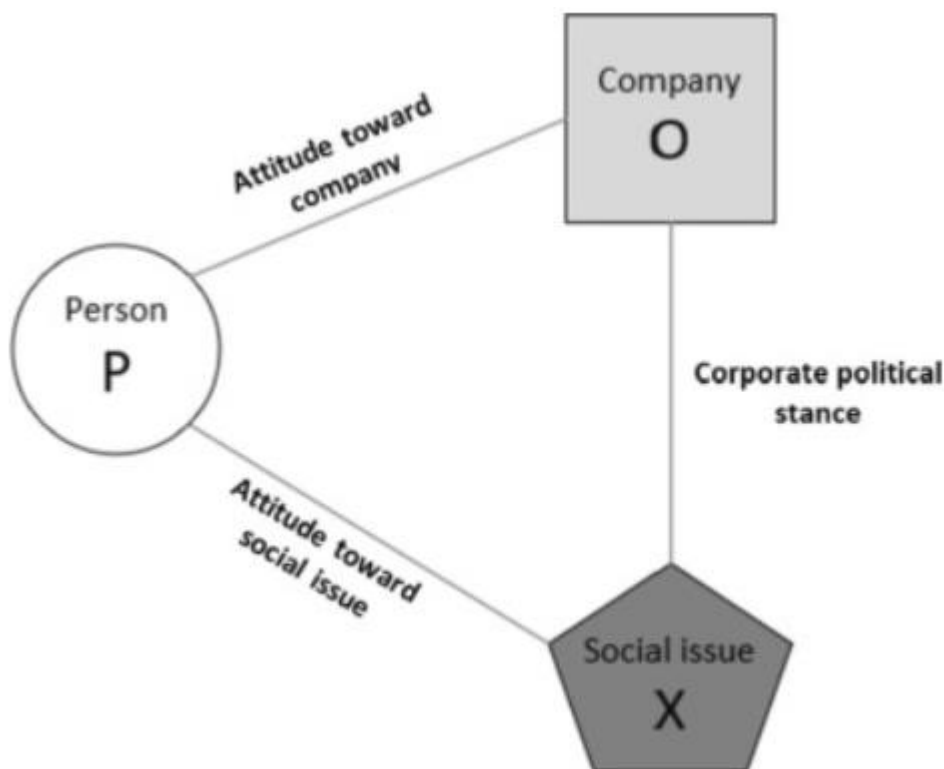 Company
O
Attitude toward
company
Person
P
Corporate political
stance
Attitude toward
social issue
Social issue
X